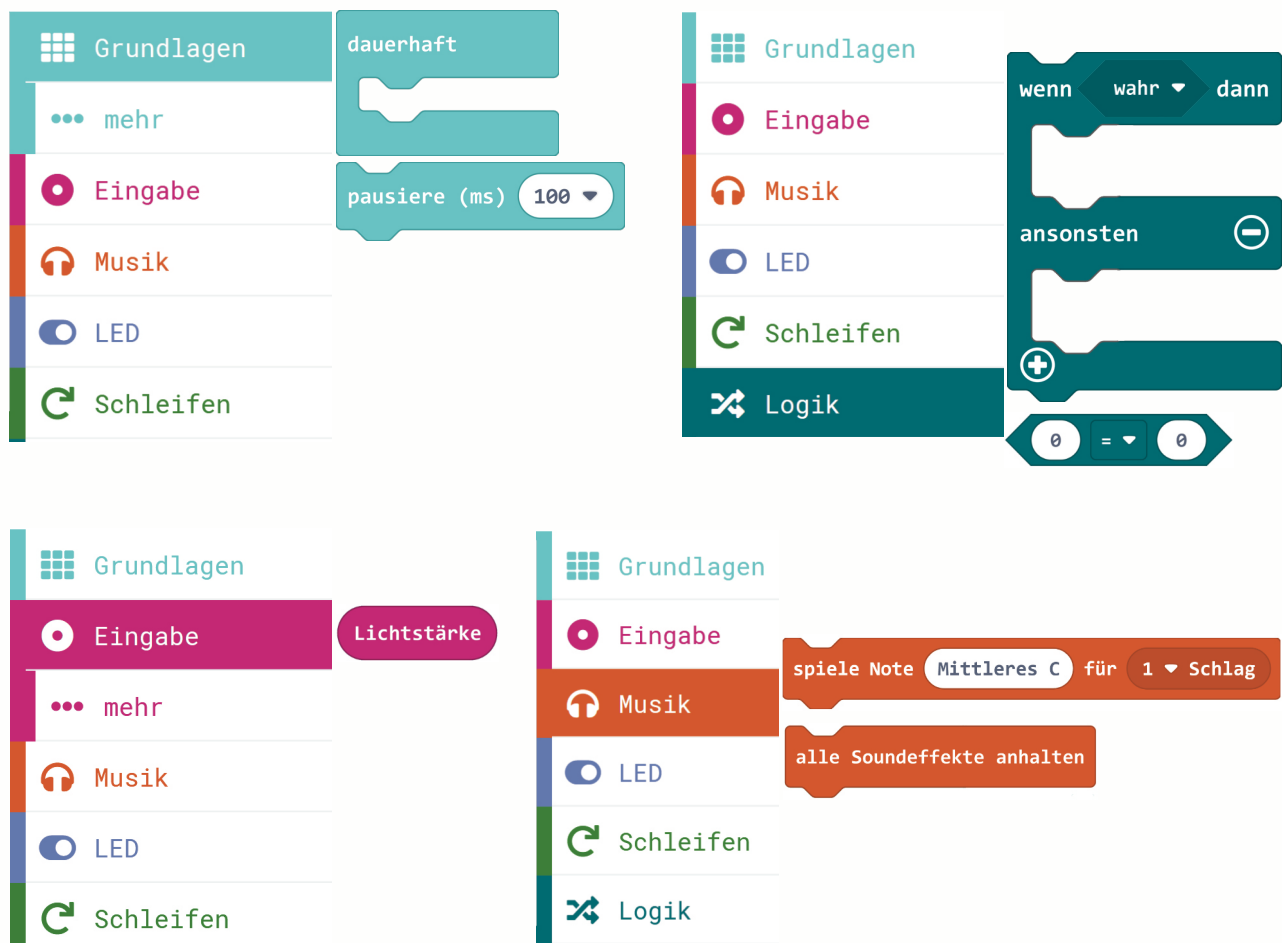 Grundlagen
mehr
Eingabe
Musik
LED
Schleifen
dauerhaft
pausiere (ms) 100
Grundlagen
Eingabe
Musik
LED
Schleifen
Logik
wenn wahr dann
ansonsten
0 = 0
Grundlagen
Eingabe
mehr
Musik
LED
Schleifen
Lichtstärke
Grundlagen
Eingabe
Musik
LED
Schleifen
Logik
spiele Note Mittleres C für 1 Schlag
alle Soundeffekte anhalten